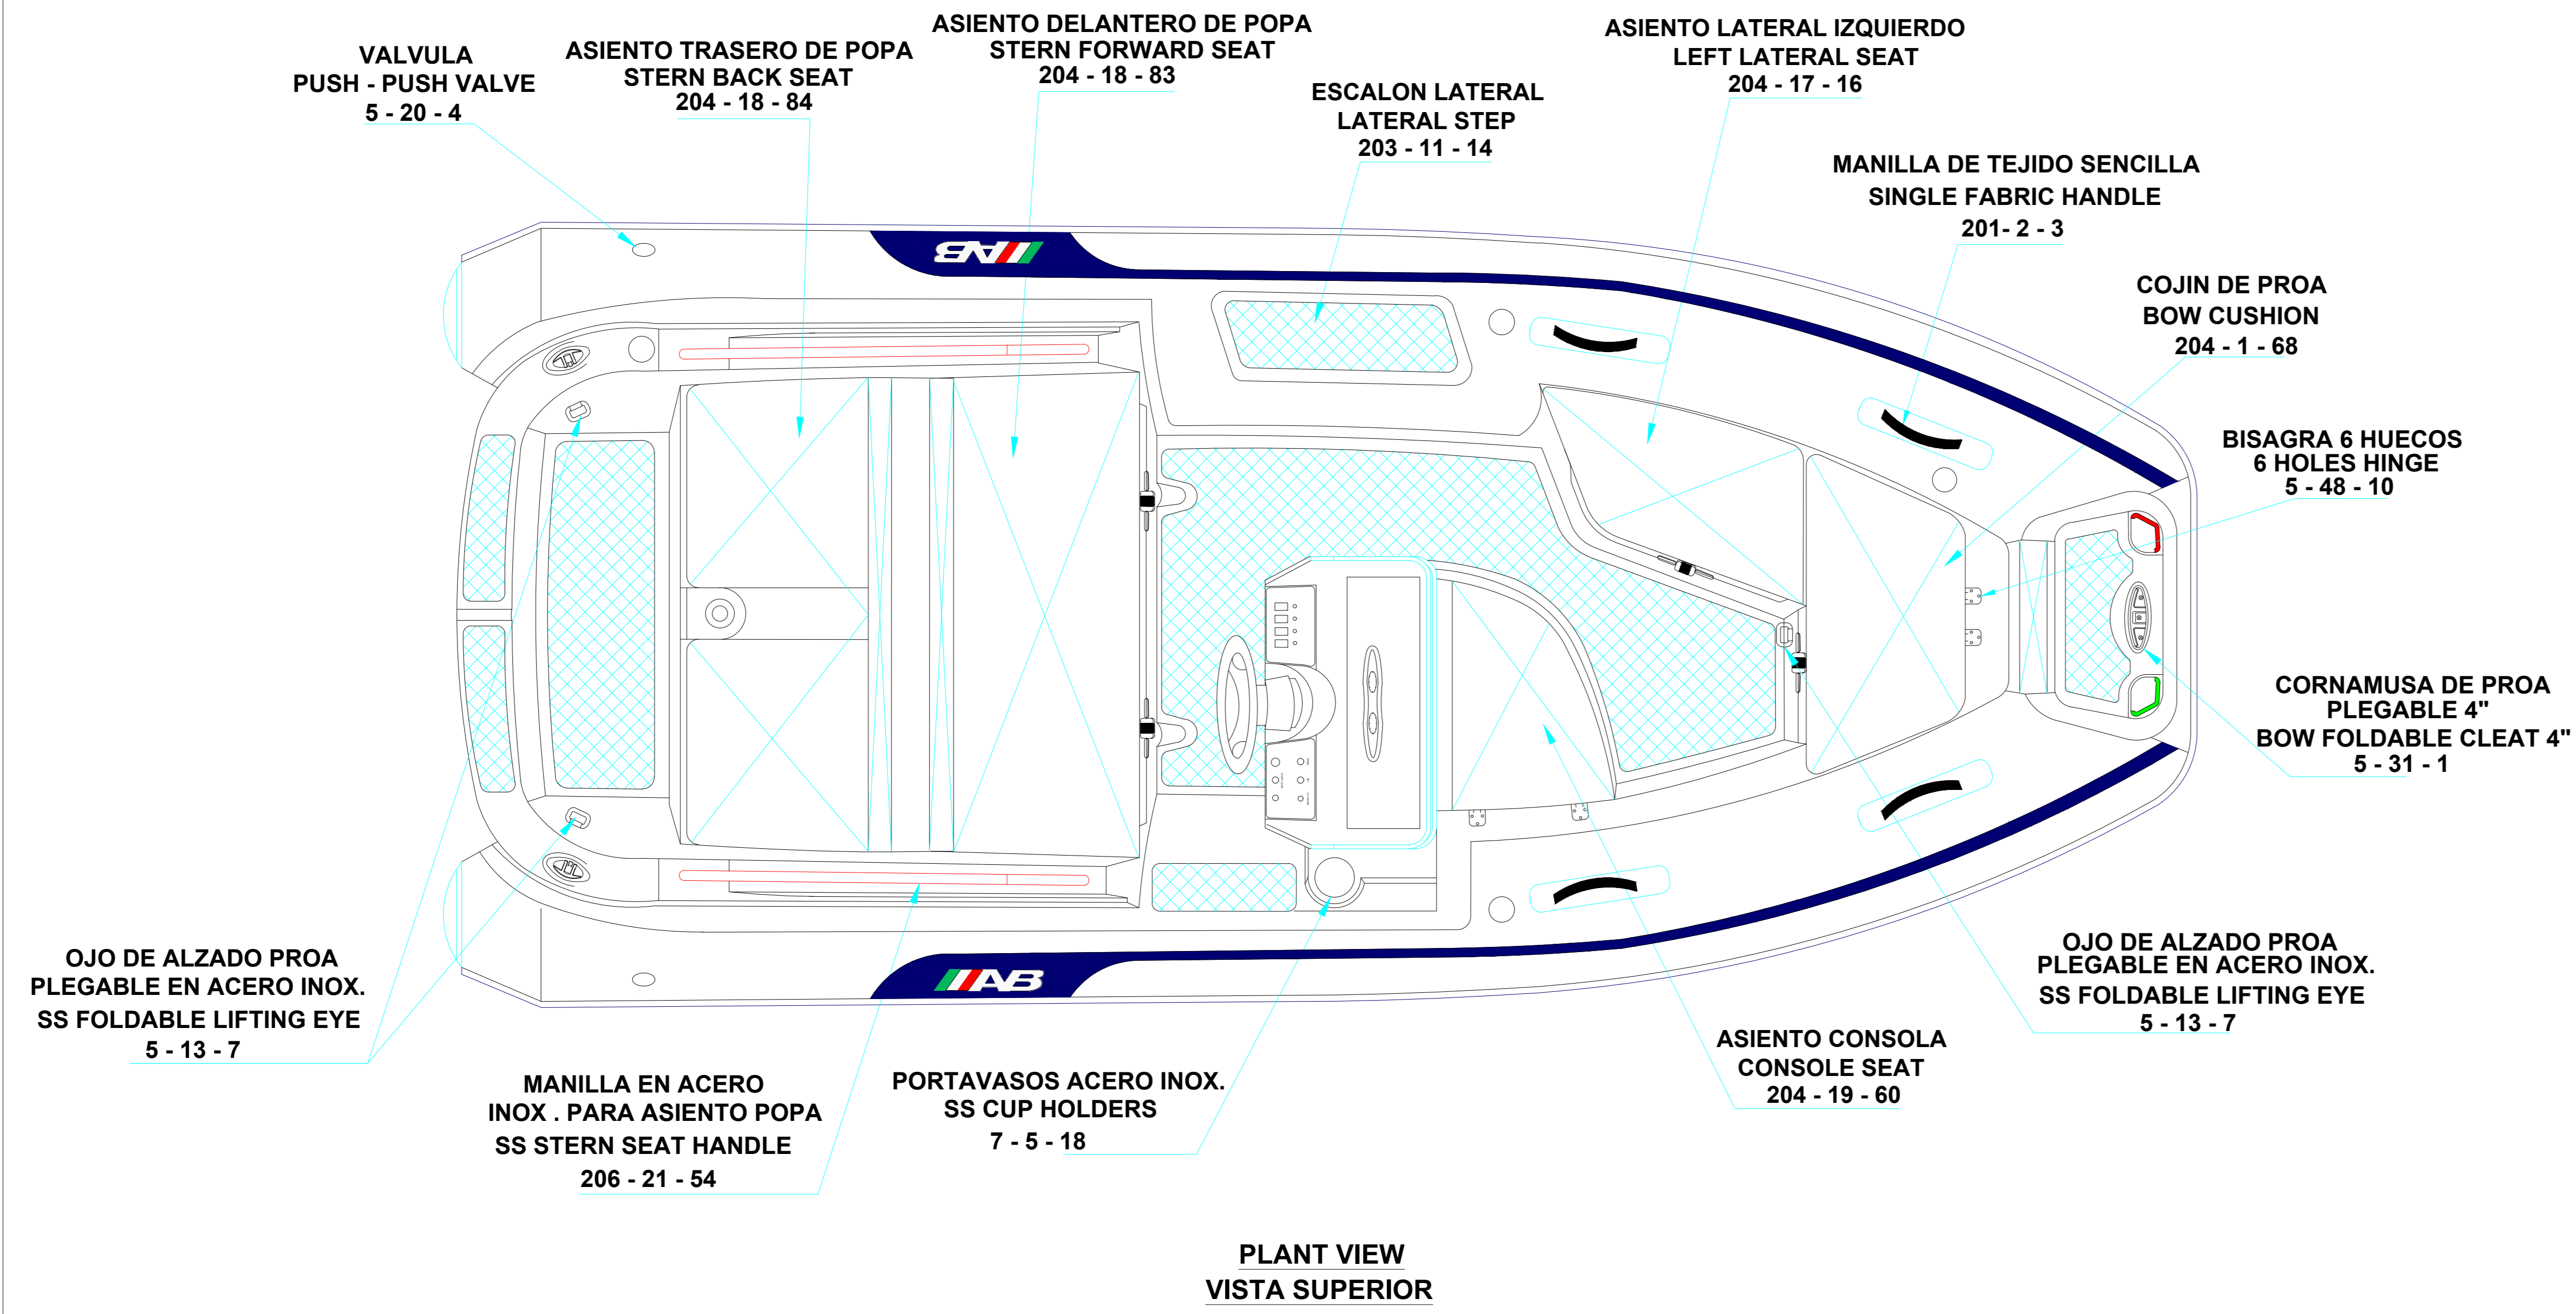 VALVULA
PUSH - PUSH VALVE
5 - 20 - 4
ASIENTO TRASERO DE POPA
STERN BACK SEAT
204 - 18 - 84
ASIENTO DELANTERO DE POPA
STERN FORWARD SEAT
204 - 18 - 83
ESCALON LATERAL
LATERAL STEP
203 - 11 - 14
ASIENTO LATERAL IZQUIERDO
LEFT LATERAL SEAT
204 - 17 - 16
MANILLA DE TEJIDO SENCILLA
SINGLE FABRIC HANDLE
201- 2 - 3
COJIN DE PROA
BOW CUSHION
204 - 1 - 68
BISAGRA 6 HUECOS
6 HOLES HINGE
5 - 48 - 10
CORNAMUSA DE PROA
PLEGABLE 4"
BOW FOLDABLE CLEAT 4"
5 - 31 - 1
AB
AB
OJO DE ALZADO PROA
PLEGABLE EN ACERO INOX.
SS FOLDABLE LIFTING EYE
5 - 13 - 7
MANILLA EN ACERO
INOX . PARA ASIENTO POPA
SS STERN SEAT HANDLE
206 - 21 - 54
PORTAVASOS ACERO INOX.
SS CUP HOLDERS
7 - 5 - 18
ASIENTO CONSOLA
CONSOLE SEAT
204 - 19 - 60
OJO DE ALZADO PROA
PLEGABLE EN ACERO INOX.
SS FOLDABLE LIFTING EYE
5 - 13 - 7
PLANT VIEW
VISTA SUPERIOR